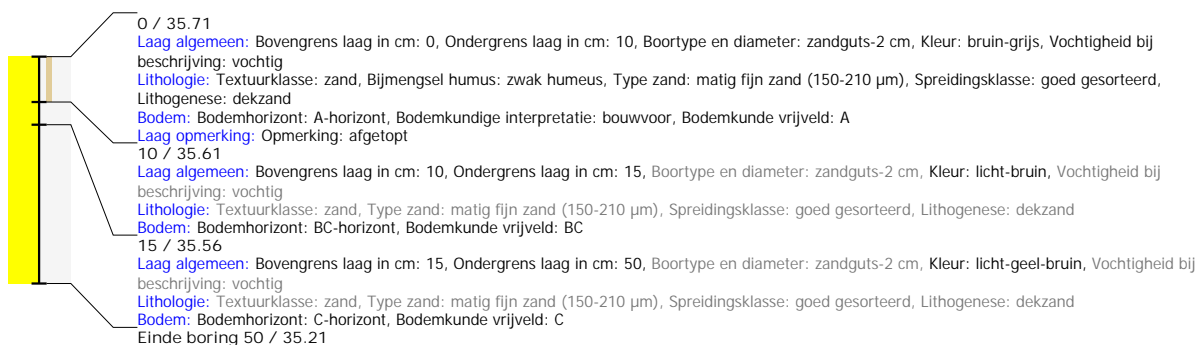 0 / 35.71
Laag algemeen: Bovengrens laag in cm: 0, Ondergrens laag in cm: 10, Boortype en diameter: zandguts-2 cm, Kleur: bruin-grijs, Vochtigheid bij
beschrijving: vochtig
Lithologie: Textuurklasse: zand, Bijmengsel humus: zwak humeus, Type zand: matig fijn zand (150-210 µm), Spreidingsklasse: goed gesorteerd,
Lithogenese: dekzand
Bodem: Bodemhorizont: A-horizont, Bodemkundige interpretatie: bouwvoor, Bodemkunde vrijveld: A
Laag opmerking: Opmerking: afgetopt
10 / 35.61
Laag algemeen: Bovengrens laag in cm: 10, Ondergrens laag in cm: 15, Boortype en diameter: zandguts-2 cm, Kleur: licht-bruin, Vochtigheid bij
beschrijving: vochtig
Lithologie: Textuurklasse: zand, Type zand: matig fijn zand (150-210 µm), Spreidingsklasse: goed gesorteerd, Lithogenese: dekzand
Bodem: Bodemhorizont: BC-horizont, Bodemkunde vrijveld: BC
15 / 35.56
Laag algemeen: Bovengrens laag in cm: 15, Ondergrens laag in cm: 50, Boortype en diameter: zandguts-2 cm, Kleur: licht-geel-bruin, Vochtigheid bij
beschrijving: vochtig
Lithologie: Textuurklasse: zand, Type zand: matig fijn zand (150-210 µm), Spreidingsklasse: goed gesorteerd, Lithogenese: dekzand
Bodem: Bodemhorizont: C-horizont, Bodemkunde vrijveld: C
Einde boring 50 / 35.21